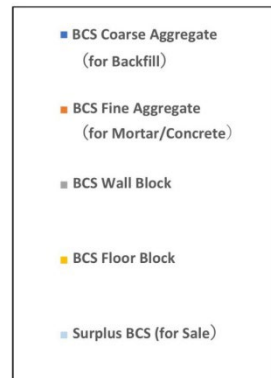 BCS Coarse Aggregate
(for Backfill)
BCS Fine Aggregate
(for Mortar/Concrete)
BCS Wall Block
BCS Floor Block
Surplus BCS (for Sale)